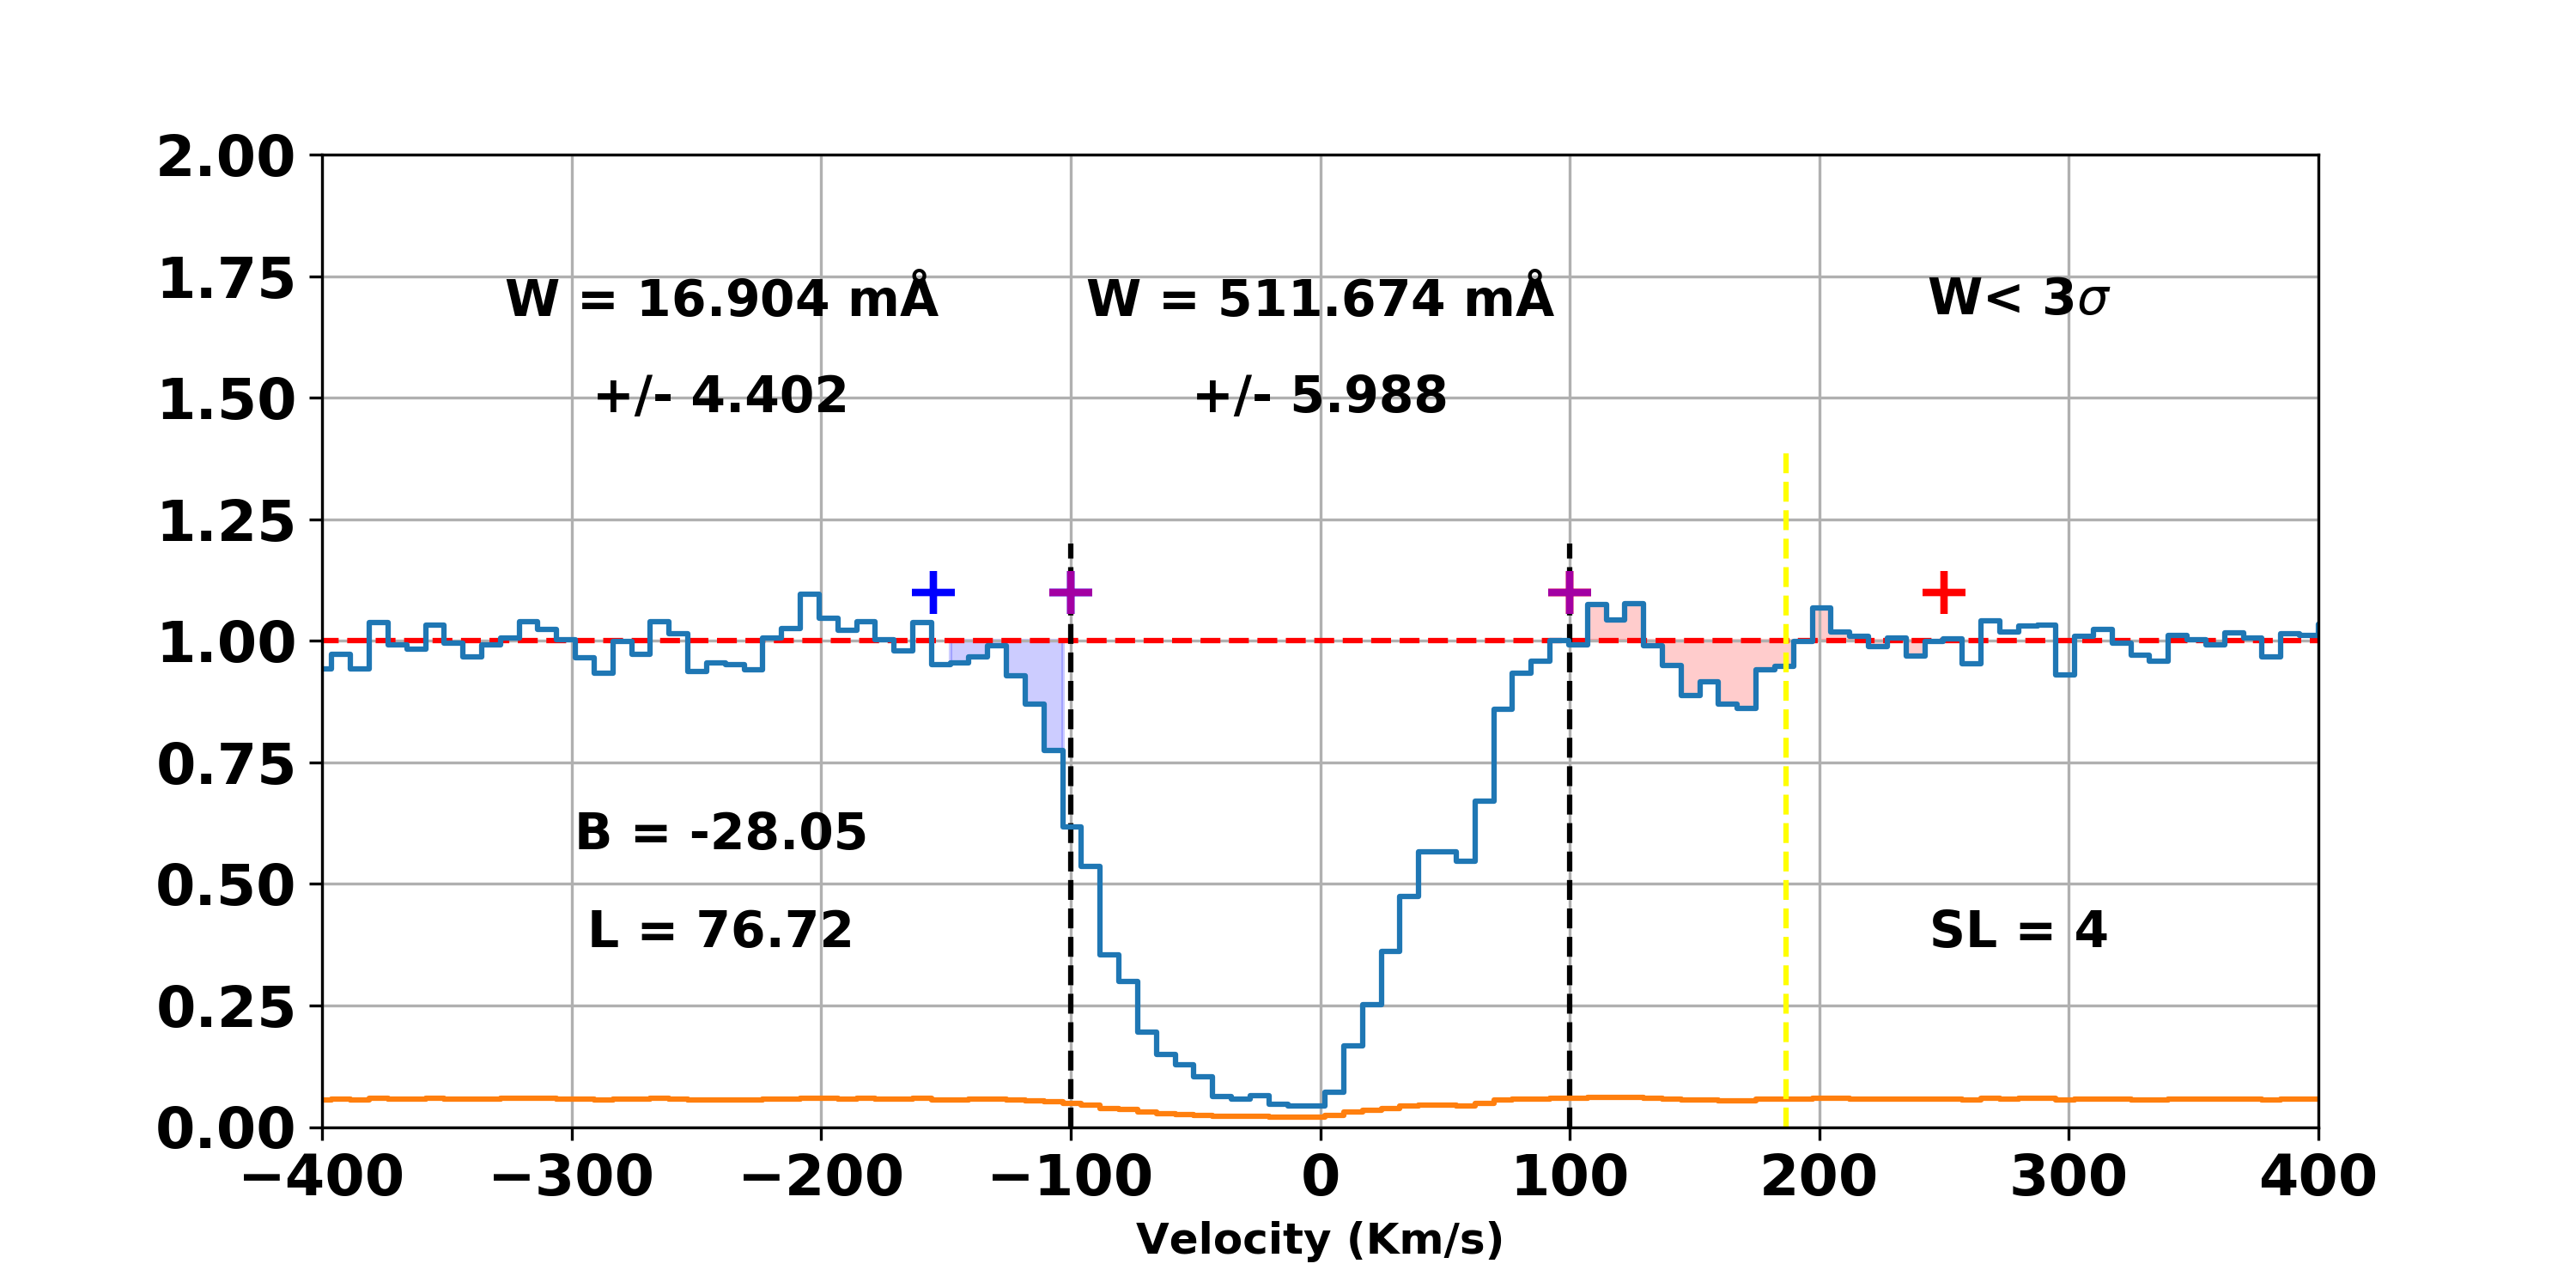 2.00
1.75
1.50
1.25
1.00
0.75
0.50
0.25
0.00
W = 16.904 mÅ
+/- 4.402
W = 511.674 mÅ
+/- 5.988
W< 3σ
B = -28.05
L = 76.72
SL = 4
−400 −300 −200 −100 0 100 200 300 400
Velocity (Km/s)